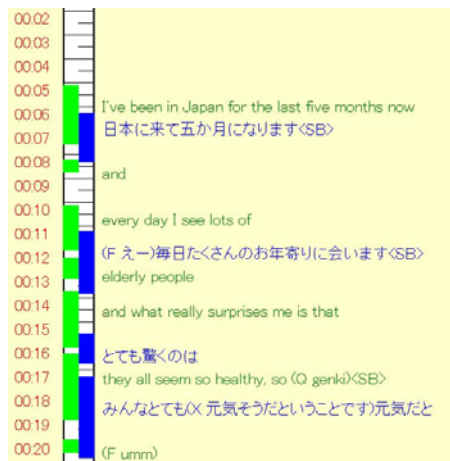 00:02
00:03
00:04
00:05
I've been in Japan for the last five months now
00:06
日本に来て五か月になります<SB>
00:07
00:08
and
00:09
00:10
every day I see lots of
00:11
(F えー)毎日たくさんのお年寄りに会います<SB>
00:12
elderly people
00:13
00:14
and what really surprises me is that
00:15
00:16
とても驚くのは
00:17
they all seem so healthy, so (Q genki)<SB>
00:18
みんなとても(X 元気そうだということです)元気だと
00:19
00:20
(F umm)